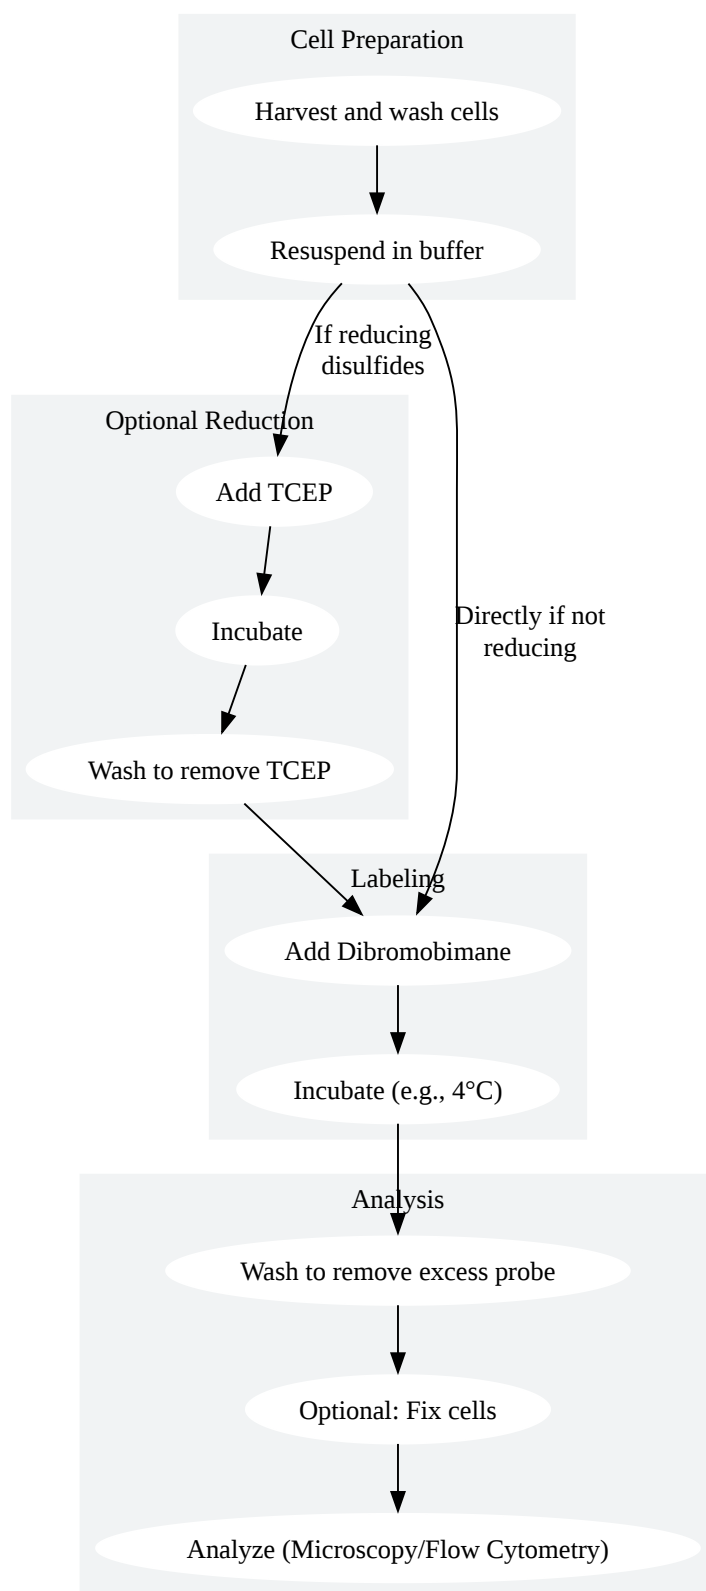 Cell Preparation
Harvest and wash cells
Resuspend in buffer
If reducing
disulfides
Optional Reduction
Add TCEP
Incubate
Directly if not
reducing
Wash to remove TCEP
Labeling
Add Dibromobimane
Incubate (e.g., 4°C)
Analysis
Wash to remove excess probe
Optional: Fix cells
Analyze (Microscopy/Flow Cytometry)